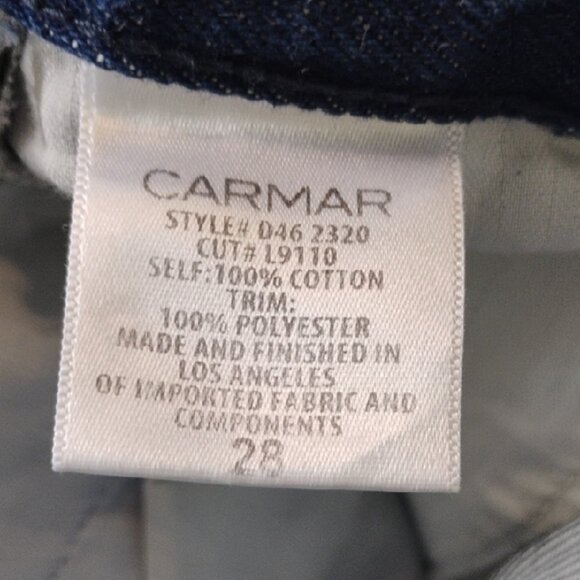 CARMAR
STYLE# D46 2320
CUT# L9110
SELF:100% COTTON
TRIM:
100% POLYESTER
MADE AND FINISHED IN
LOS ANGELES
OF IMPORTED FABRIC AND
COMPONENTS
28